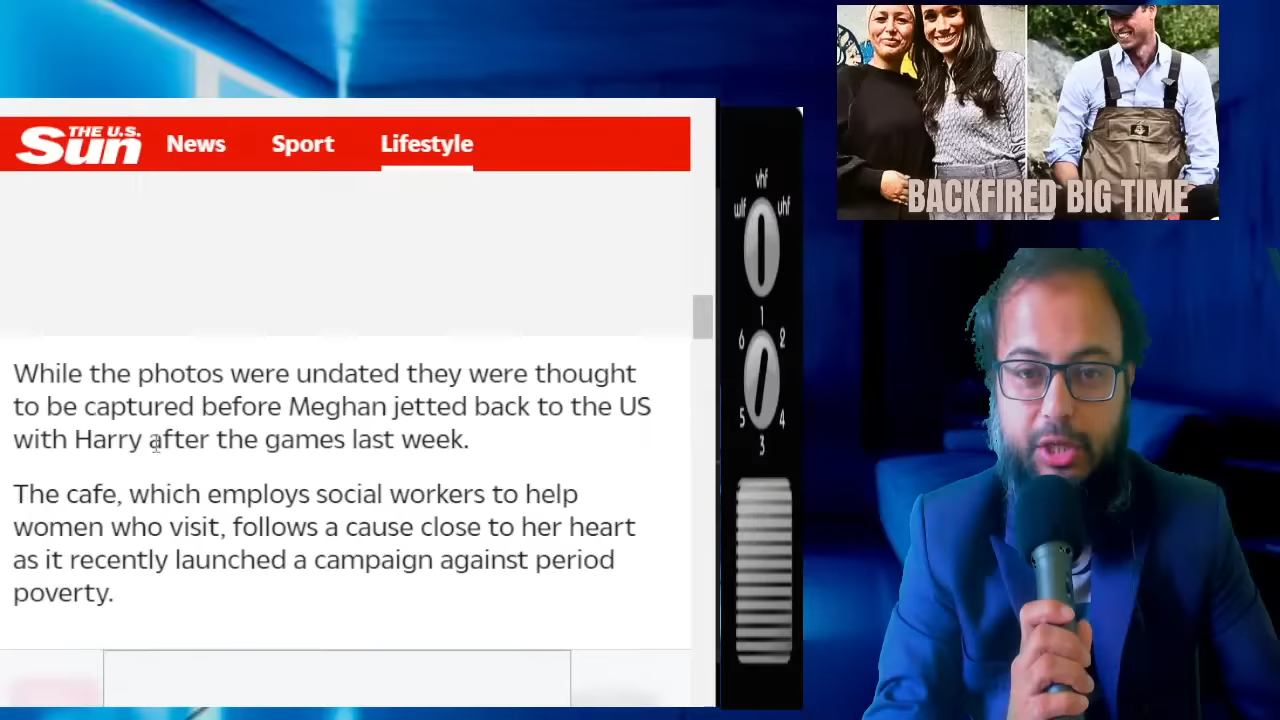 THE U.S.
Sun
News
Sport
Lifestyle
BACKFIRED BIG TIME
vhf
vlf
uhf
1
6
2
5
4
3
While the photos were undated they were thought
to be captured before Meghan jetted back to the US
with Harry after the games last week.
The cafe, which employs social workers to help
women who visit, follows a cause close to her heart
as it recently launched a campaign against period
poverty.